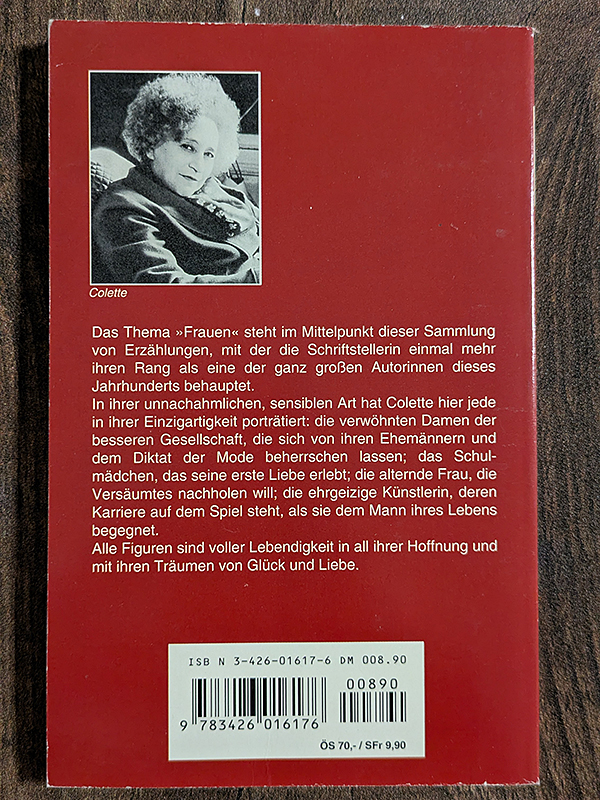 Colette
Das Thema »Frauen« steht im Mittelpunkt dieser Sammlung
von Erzählungen, mit der die Schriftstellerin einmal mehr
ihren Rang als eine der ganz großen Autorinnen dieses
Jahrhunderts behauptet.
In ihrer unnachahmlichen, sensiblen Art hat Colette hier jede
in ihrer Einzigartigkeit porträtiert: die verwöhnten Damen der
besseren Gesellschaft, die sich von ihren Ehemännern und
dem Diktat der Mode beherrschen lassen; das Schul-
mädchen, das seine erste Liebe erlebt; die alternde Frau, die
Versäumtes nachholen will; die ehrgeizige Künstlerin, deren
Karriere auf dem Spiel steht, als sie dem Mann ihres Lebens
begegnet.
Alle Figuren sind voller Lebendigkeit in all ihrer Hoffnung und
mit ihren Träumen von Glück und Liebe.
ISB N 3-426-01617-6 DM 008.90
00890
9 783426 016176
ÖS 70,- / SFr 9,90